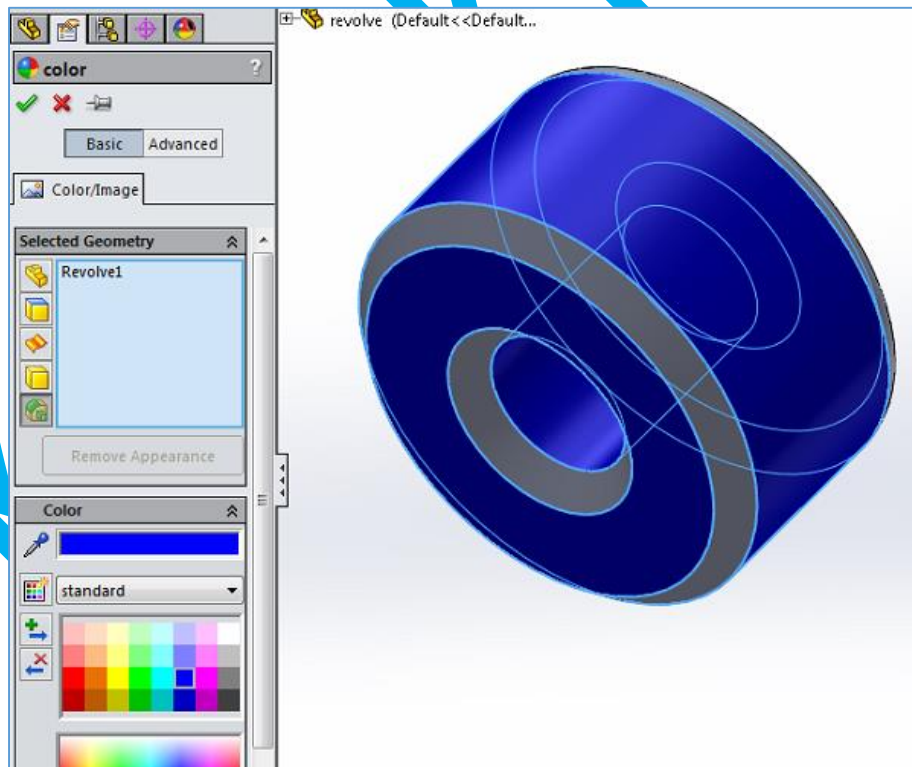 revolve (Default<<Default...
color
?
Basic Advanced
Color/Image
Selected Geometry
Revolve1
Remove Appearance
Color
standard